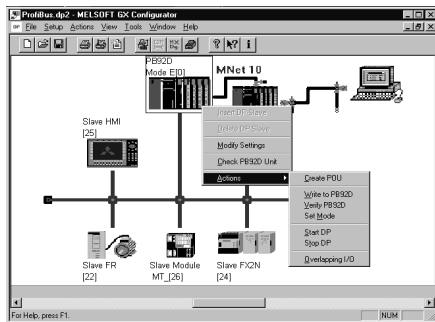 ProfiBus.dp2 - MELSOFT GX Configurator
File Setup Actions View Tools Window Help
PB92D
Mode E[0]
MNet 10
Insert DP Slave
Delete DP Slave
Modify Settings
Check PB92D Unit
Actions
Create POU
Write to PB92D
Verify PB92D
Set Mode
Start DP
Stop DP
Overlapping I/O
Slave HMI
[25]
Slave FR
[22]
Slave Module
MT_[26]
Slave FX2N
[24]
For Help, press F1.
NUM